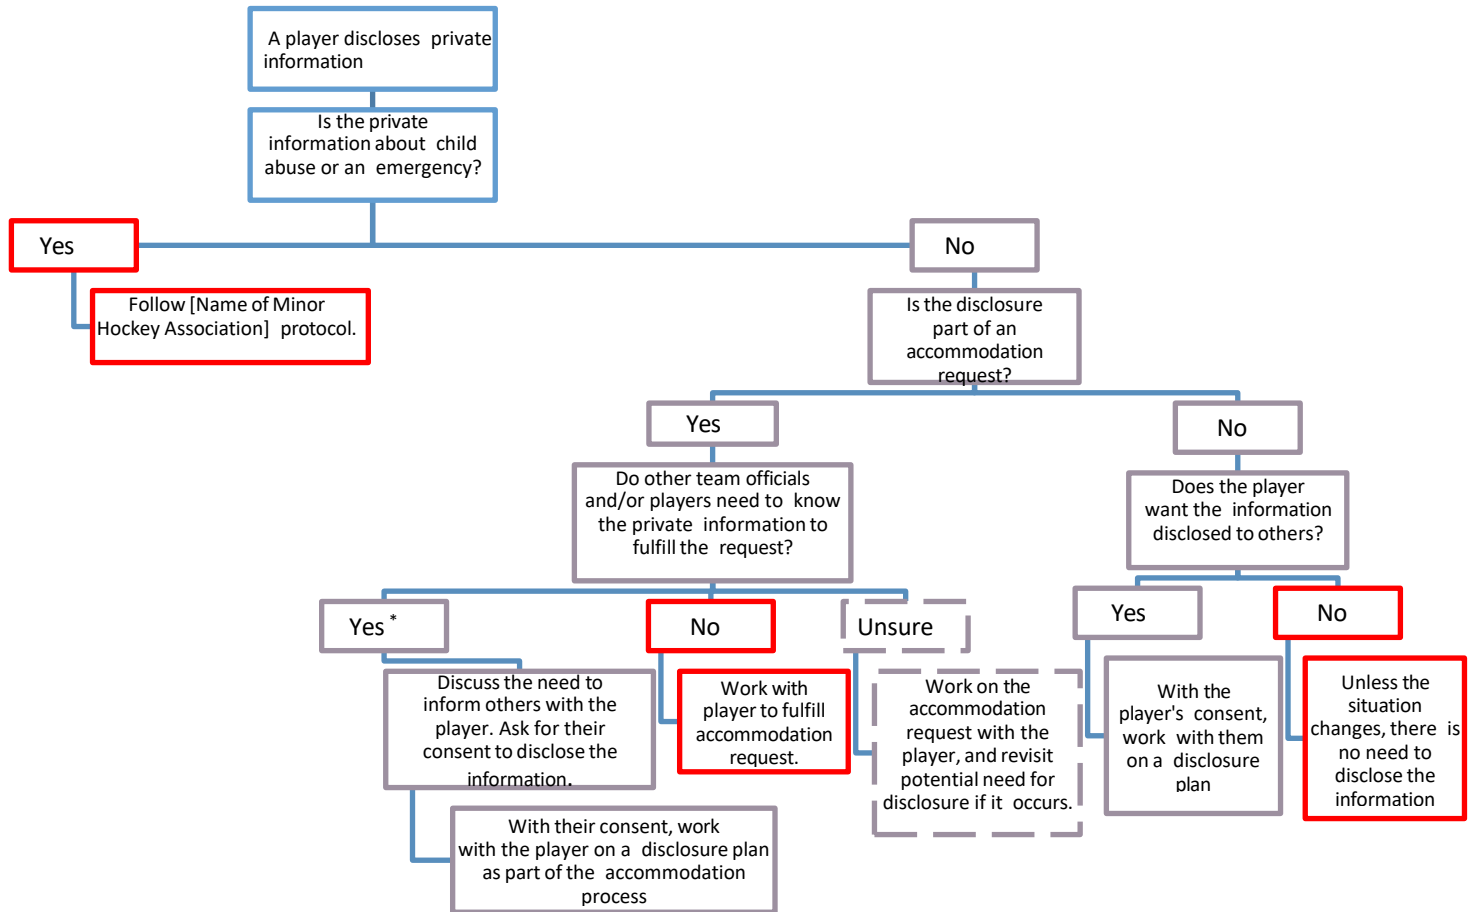 A player discloses private
information
Is the private
information about child
abuse or an emergency?
Yes
No
Follow [Name of Minor
Hockey Association] protocol.
Is the disclosure
part of an
accommodation
request?
Yes
No
Do other team officials
and/or players need to know
the private information to
fulfill the request?
Does the player
want the information
disclosed to others?
Yes *
No
Unsure
Yes
No
Discuss the need to
inform others with the
player. Ask for their
consent to disclose the
information.
Work with
player to fulfill
accommodation
request.
Work on the
accommodation
request with the
player, and revisit
potential need for
disclosure if it occurs.
With the
player's consent,
work with them
on a disclosure
plan
Unless the
situation
changes, there is
no need to
disclose the
information
With their consent, work
with the player on a disclosure plan
as part of the accommodation
process